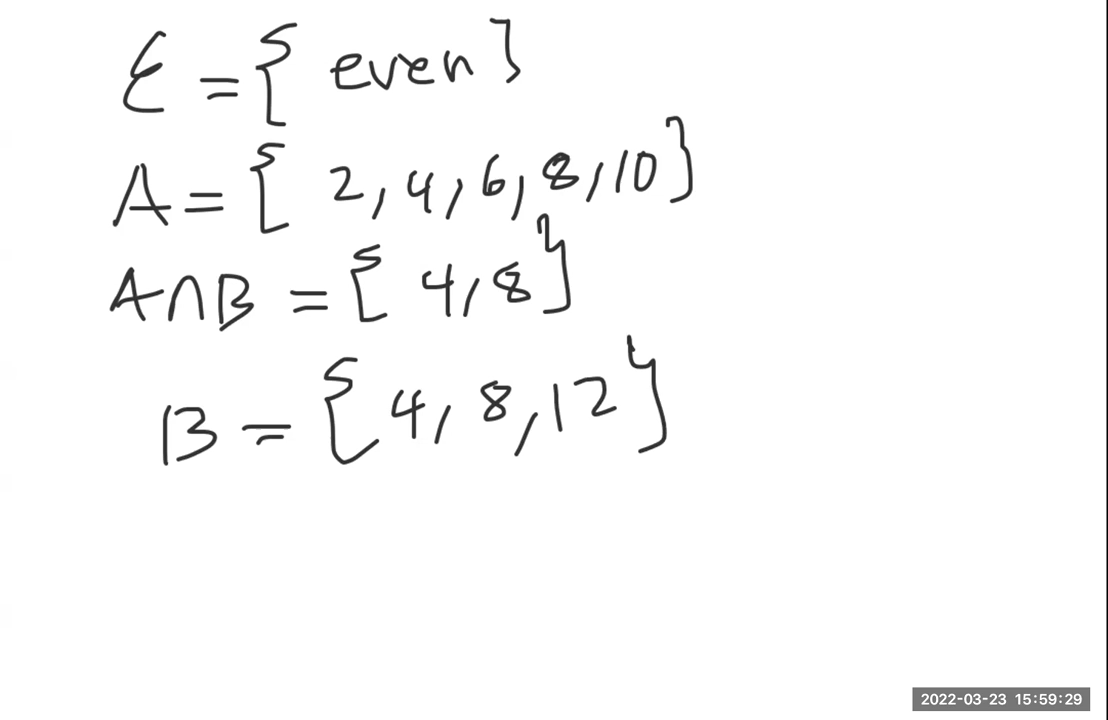 ℰ = { even }
A = { 2, 4, 6, 8, 10 }
A∩B = { 4, 8 }
B = { 4, 8, 12 }
2022-03-23 15:59:29